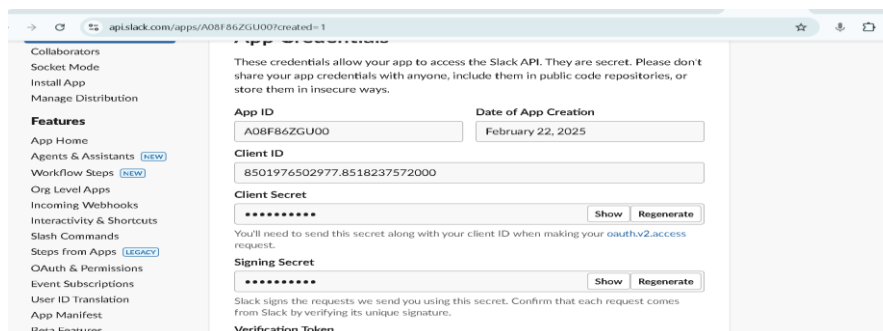 api.slack.com/apps/A08F86ZGU00?created=1
Collaborators
Socket Mode
Install App
Manage Distribution
Features
App Home
Agents & Assistants NEW
Workflow Steps NEW
Org Level Apps
Incoming Webhooks
Interactivity & Shortcuts
Slash Commands
Steps from Apps LEGACY
OAuth & Permissions
Event Subscriptions
User ID Translation
App Manifest
Beta Features
App Credentials
These credentials allow your app to access the Slack API. They are secret. Please don't
share your app credentials with anyone, include them in public code repositories, or
store them in insecure ways.
App ID
Date of App Creation
A08F86ZGU00
February 22, 2025
Client ID
8501976502977.8518237572000
Client Secret
••••••••••
Show Regenerate
You'll need to send this secret along with your client ID when making your oauth.v2.access
request.
Signing Secret
••••••••••
Show Regenerate
Slack signs the requests we send you using this secret. Confirm that each request comes
from Slack by verifying its unique signature.
Verification Token